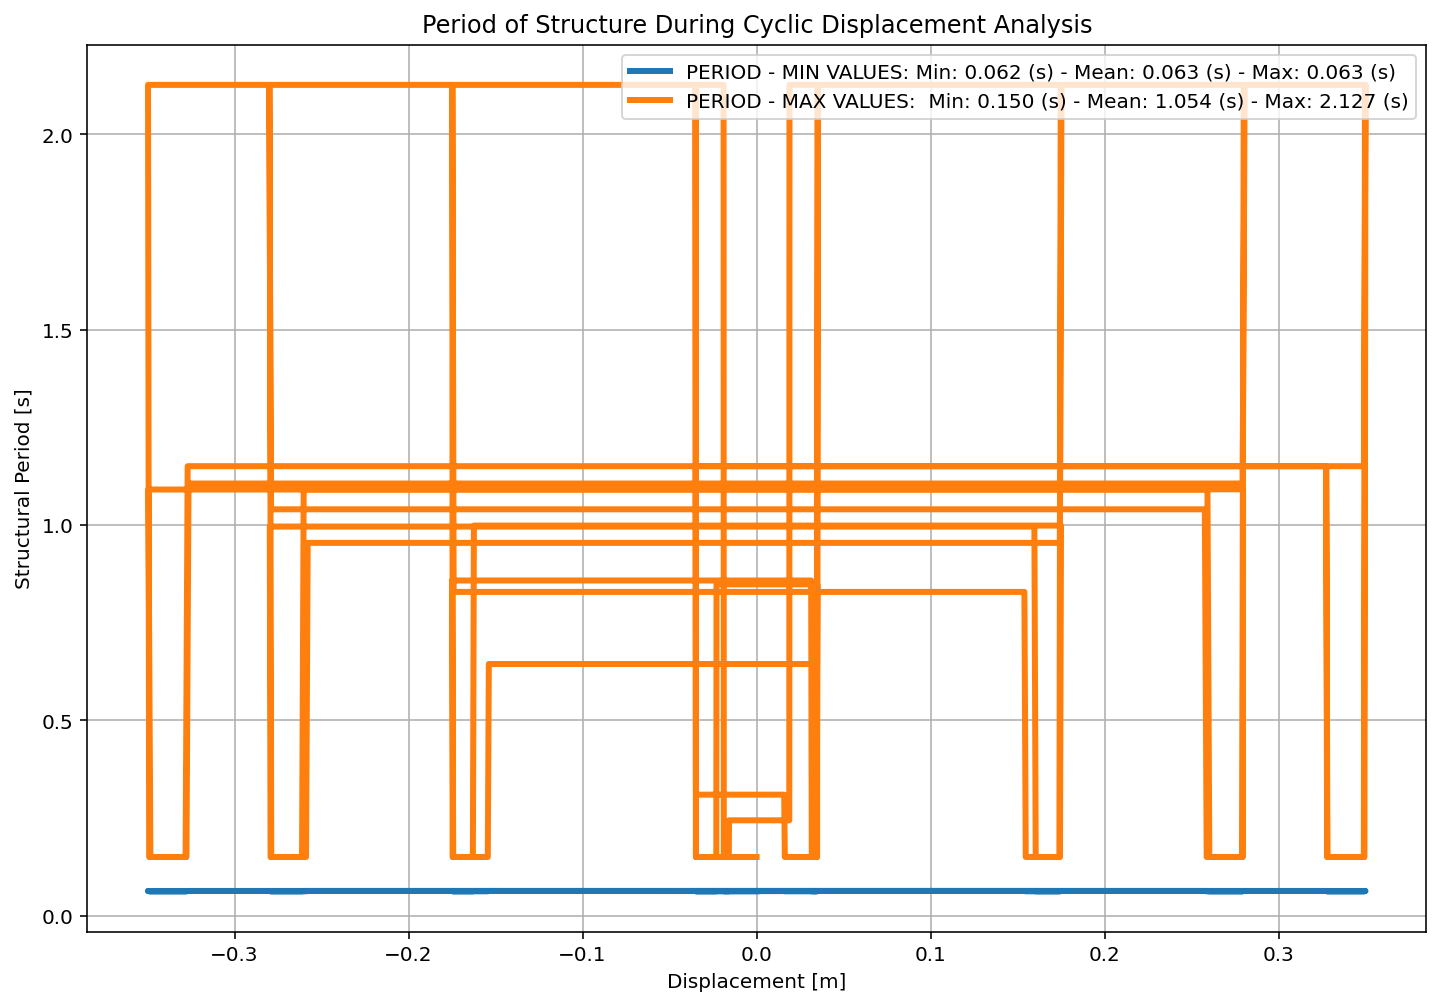 Period of Structure During Cyclic Displacement Analysis
PERIOD - MIN VALUES: Min: 0.062 (s) - Mean: 0.063 (s) - Max: 0.063 (s)
PERIOD - MAX VALUES:  Min: 0.150 (s) - Mean: 1.054 (s) - Max: 2.127 (s)
Structural Period [s]
2.0
1.5
1.0
0.5
0.0
−0.3 −0.2 −0.1 0.0 0.1 0.2 0.3
Displacement [m]